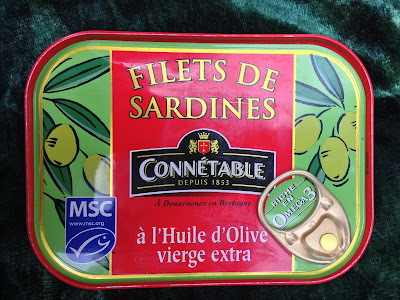 FILETS DE
SARDINES
CONNÉTABLE
DEPUIS 1853
A Douarnenez en Bretagne
à l'Huile d'Olive
vierge extra
MSC
www.msc.org
RICHE EN
OMEGA 3